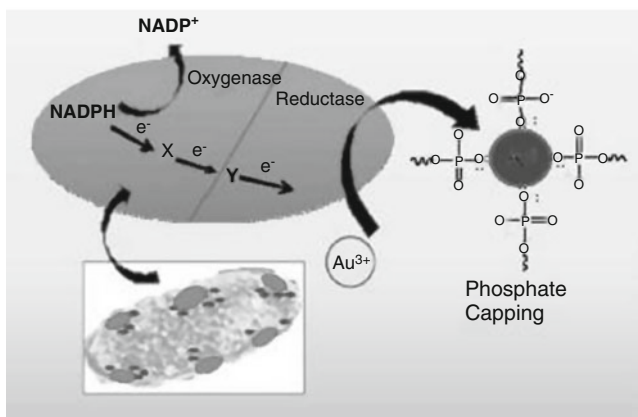 NADP⁺
Oxygenase
Reductase
NADPH
e⁻
X
e⁻
Y
e⁻
Au³⁺
O
O=P–O⁻
O
O
O
O–P–O
P–O
O
O
O
O–P=O
O
Phosphate
Capping